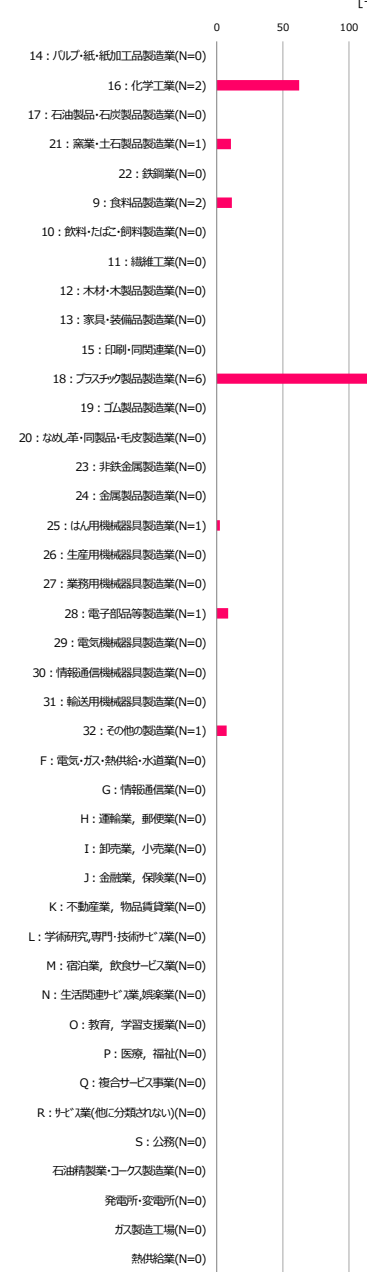 0 50 100
14：パルプ・紙・紙加工品製造業(N=0)
16：化学工業(N=2)
17：石油製品・石炭製品製造業(N=0)
21：窯業・土石製品製造業(N=1)
22：鉄鋼業(N=0)
9：食料品製造業(N=2)
10：飲料・たばこ・飼料製造業(N=0)
11：繊維工業(N=0)
12：木材・木製品製造業(N=0)
13：家具・装備品製造業(N=0)
15：印刷・同関連業(N=0)
18：プラスチック製品製造業(N=6)
19：ゴム製品製造業(N=0)
20：なめし革・同製品・毛皮製造業(N=0)
23：非鉄金属製造業(N=0)
24：金属製品製造業(N=0)
25：はん用機械器具製造業(N=1)
26：生産用機械器具製造業(N=0)
27：業務用機械器具製造業(N=0)
28：電子部品等製造業(N=1)
29：電気機械器具製造業(N=0)
30：情報通信機械器具製造業(N=0)
31：輸送用機械器具製造業(N=0)
32：その他の製造業(N=1)
F：電気・ガス・熱供給・水道業(N=0)
G：情報通信業(N=0)
H：運輸業，郵便業(N=0)
I：卸売業，小売業(N=0)
J：金融業，保険業(N=0)
K：不動産業，物品賃貸業(N=0)
L：学術研究,専門・技術ｻｰﾋﾞｽ業(N=0)
M：宿泊業，飲食サービス業(N=0)
N：生活関連ｻｰﾋﾞｽ業,娯楽業(N=0)
O：教育，学習支援業(N=0)
P：医療，福祉(N=0)
Q：複合サービス事業(N=0)
R：ｻｰﾋﾞｽ業(他に分類されない)(N=0)
S：公務(N=0)
石油精製業・コークス製造業(N=0)
発電所・変電所(N=0)
ガス製造工場(N=0)
熱供給業(N=0)